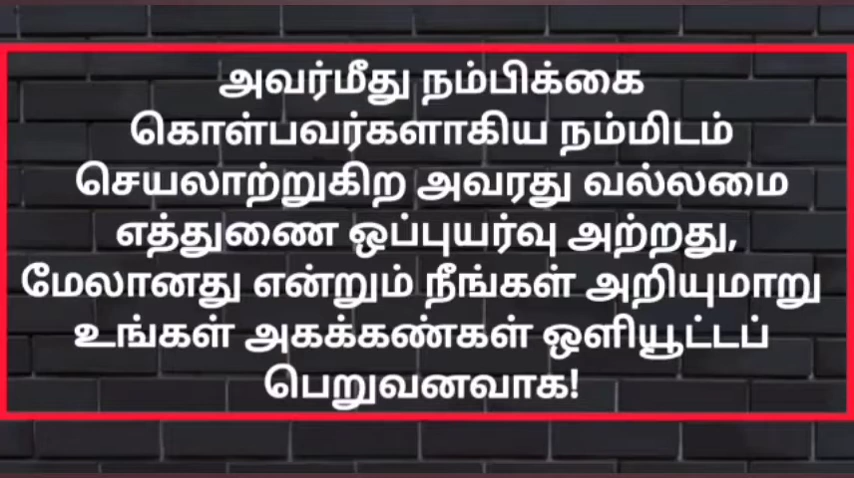 அவர்மீது நம்பிக்கை
கொள்பவர்களாகிய நம்மிடம்
செயலாற்றுகிற அவரது வல்லமை
எத்துணை ஒப்புயர்வு அற்றது,
மேலானது என்றும் நீங்கள் அறியுமாறு
உங்கள் அகக்கண்கள் ஒளியூட்டப்
பெறுவனவாக!